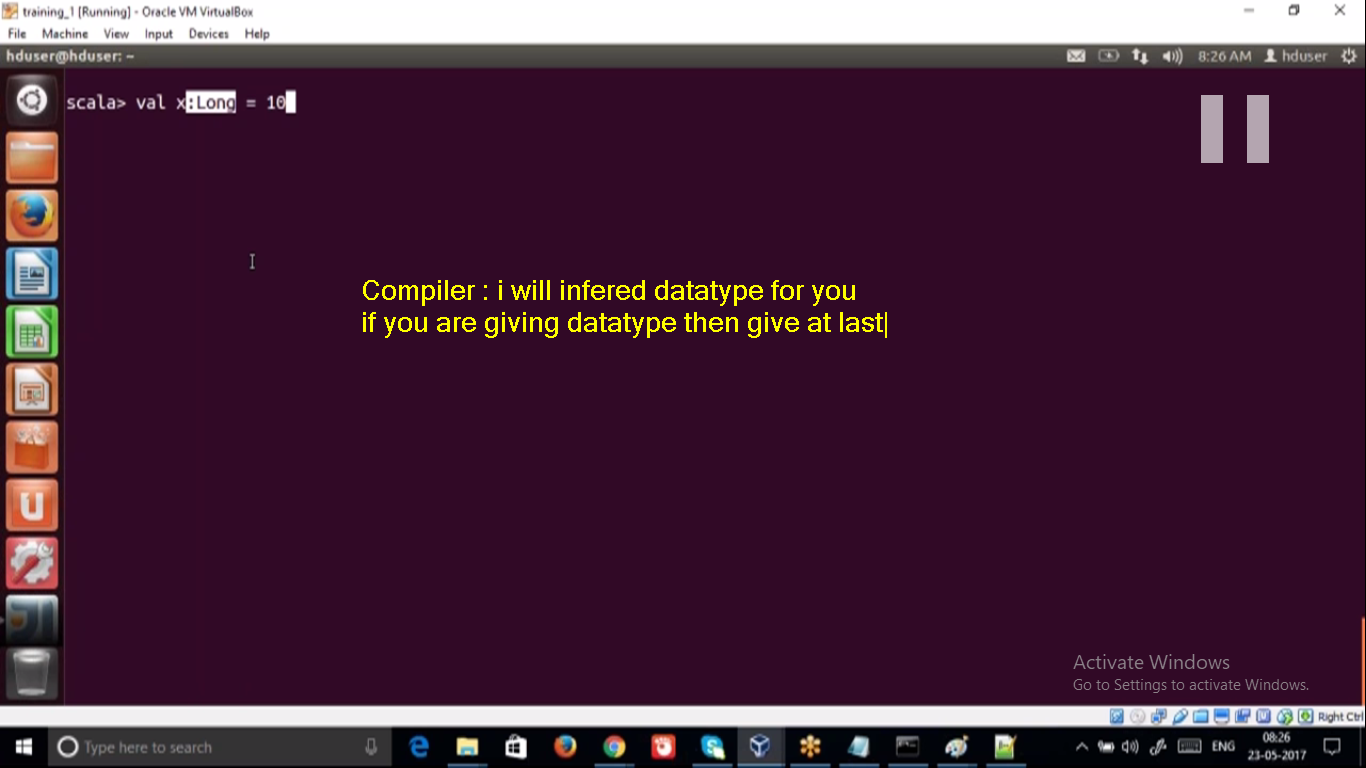 training_1 [Running] - Oracle VM VirtualBox
File Machine View Input Devices Help
hduser@hduser: ~
8:26 AM hduser
scala> val x:Long = 10
Compiler : i will infered datatype for you
if you are giving datatype then give at last
Activate Windows
Go to Settings to activate Windows.
Right Ctrl
Type here to search
ENG
08:26
23-05-2017